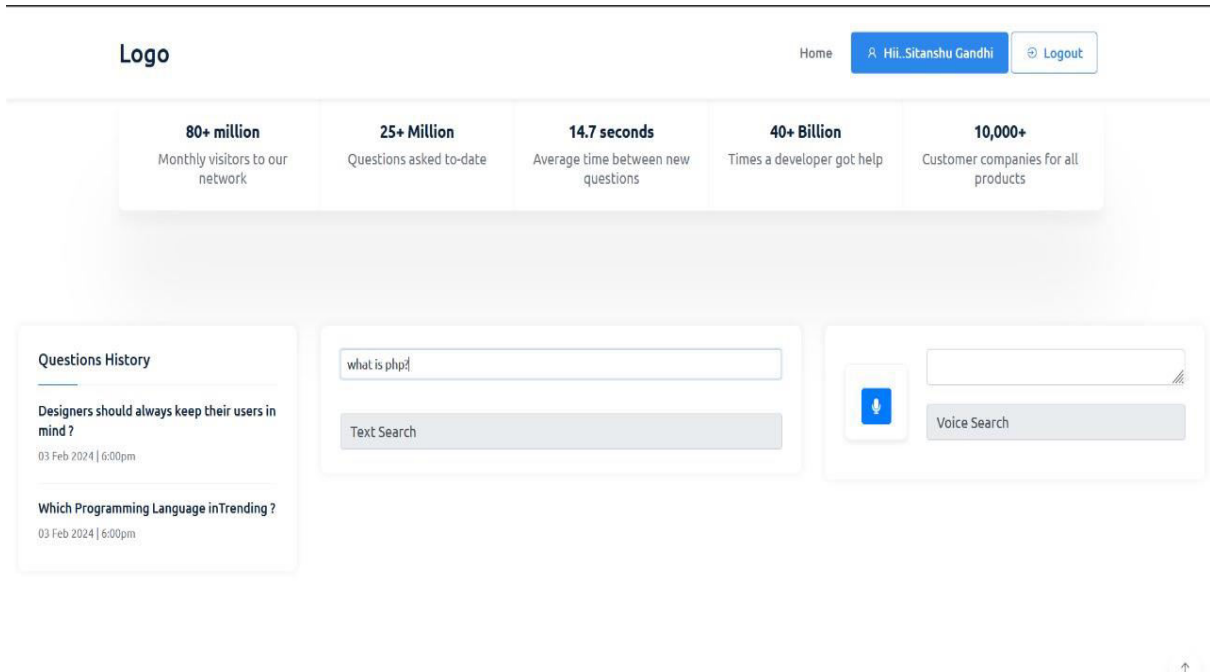 Logo
Home
Hii..Sitanshu Gandhi
Logout
80+ million
Monthly visitors to our
network
25+ Million
Questions asked to-date
14.7 seconds
Average time between new
questions
40+ Billion
Times a developer got help
10,000+
Customer companies for all
products
Questions History
Designers should always keep their users in
mind ?
03 Feb 2024 | 6:00pm
Which Programming Language inTrending ?
03 Feb 2024 | 6:00pm
what is php?
Text Search
Voice Search